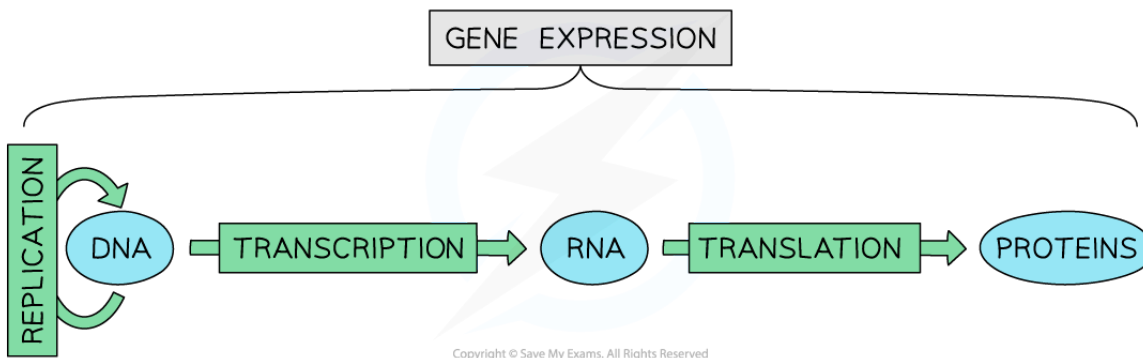 GENE EXPRESSION
REPLICATION
DNA
TRANSCRIPTION
RNA
TRANSLATION
PROTEINS
Copyright © Save My Exams. All Rights Reserved